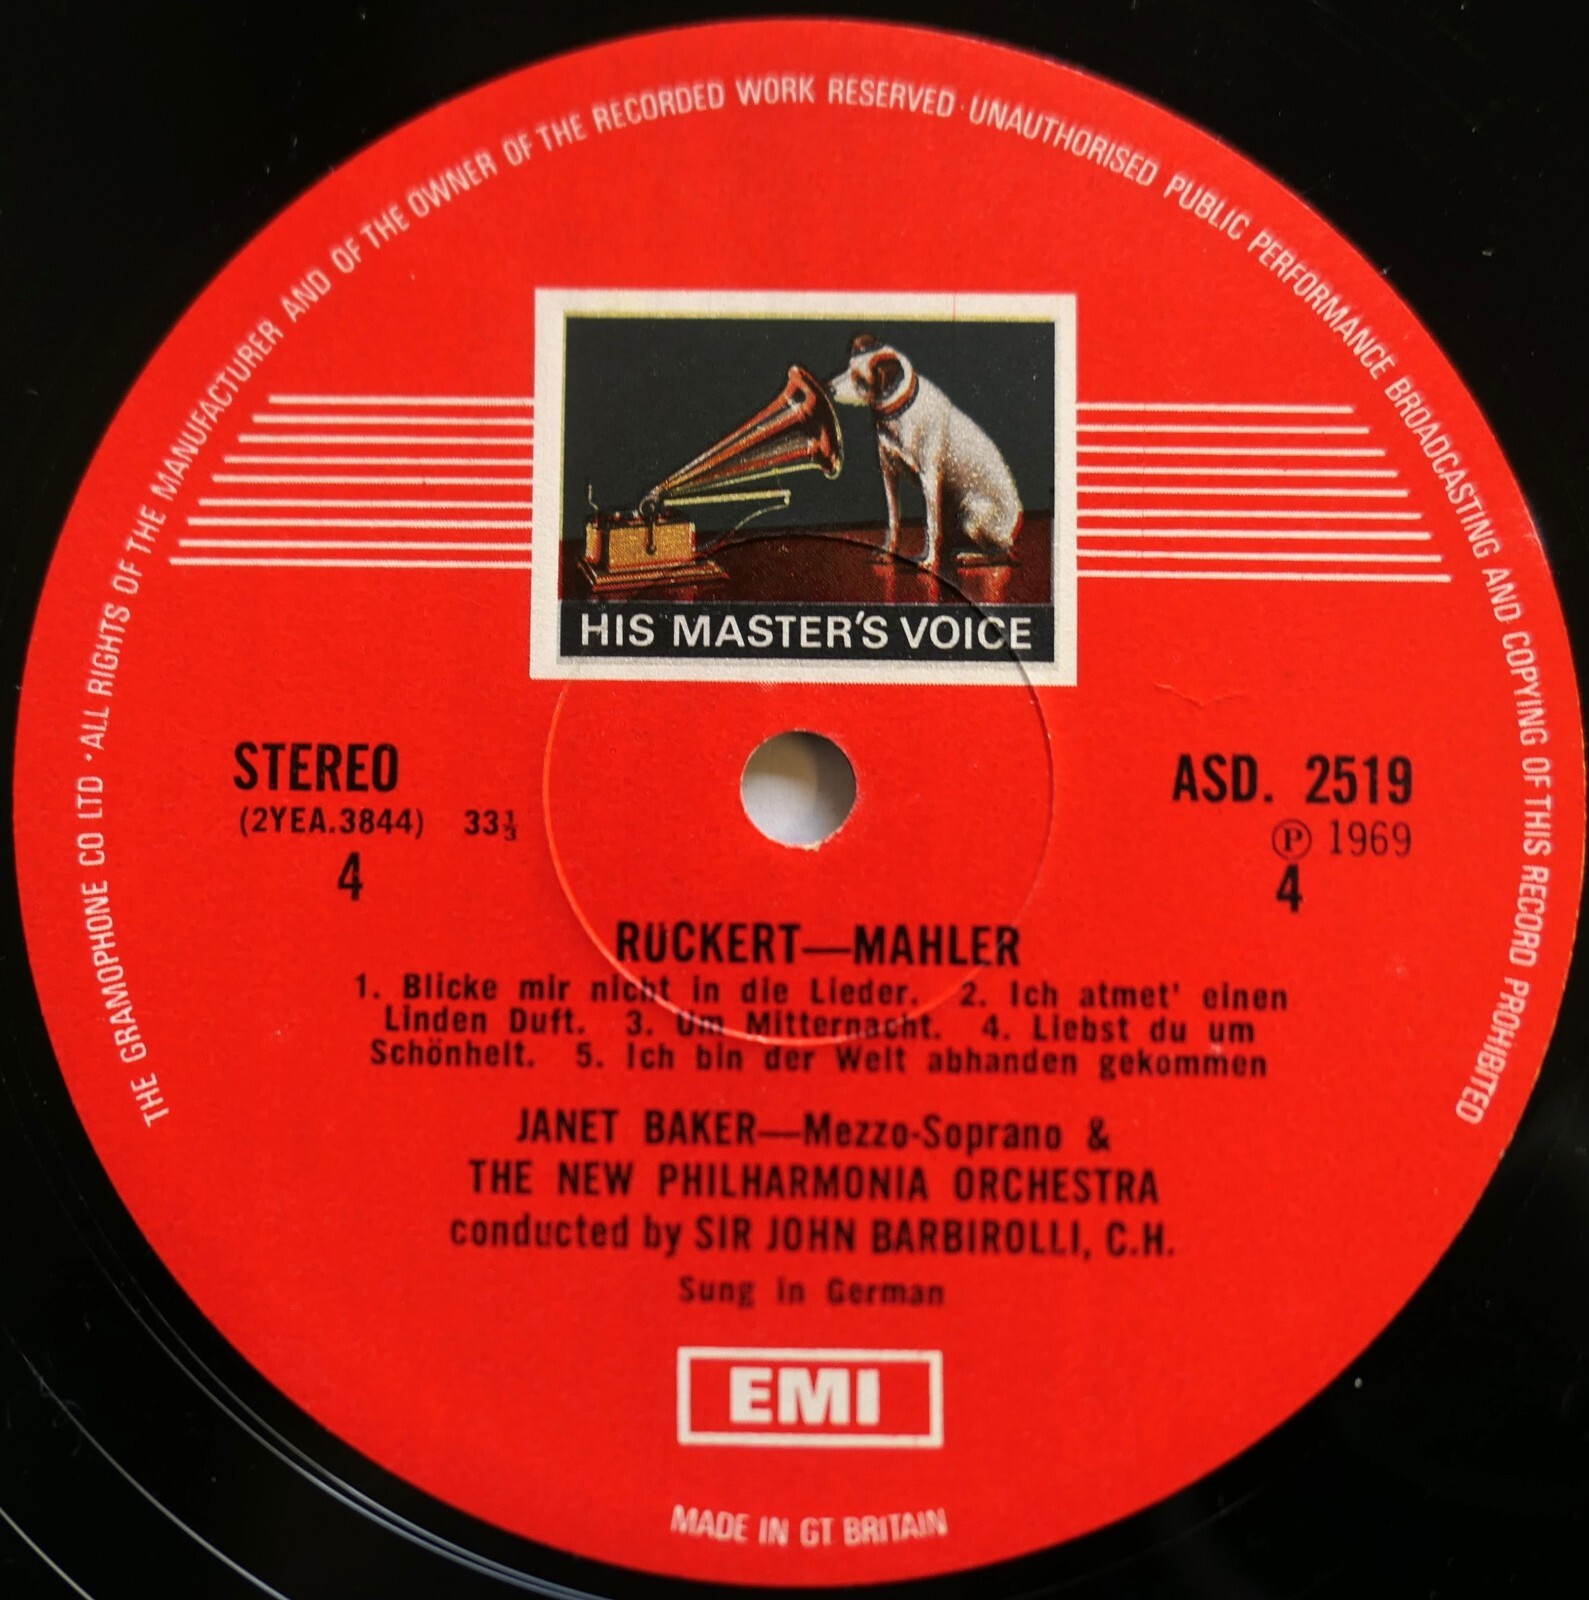 THE GRAMOPHONE CO LTD · ALL RIGHTS OF THE MANUFACTURER AND OF THE OWNER OF THE RECORDED WORK RESERVED · UNAUTHORISED PUBLIC PERFORMANCE BROADCASTING AND COPYING OF THIS RECORD PROHIBITED
HIS MASTER'S VOICE
STEREO
(2YEA.3844) 33⅓
4
ASD. 2519
Ⓟ 1969
4
RUCKERT—MAHLER
1. Blicke mir nicht in die Lieder. 2. Ich atmet' einen
Linden Duft. 3. Um Mitternacht. 4. Liebst du um
Schönheit. 5. Ich bin der Welt abhanden gekommen
JANET BAKER—Mezzo-Soprano &
THE NEW PHILHARMONIA ORCHESTRA
conducted by SIR JOHN BARBIROLLI, C.H.
Sung in German
EMI
MADE IN GT BRITAIN